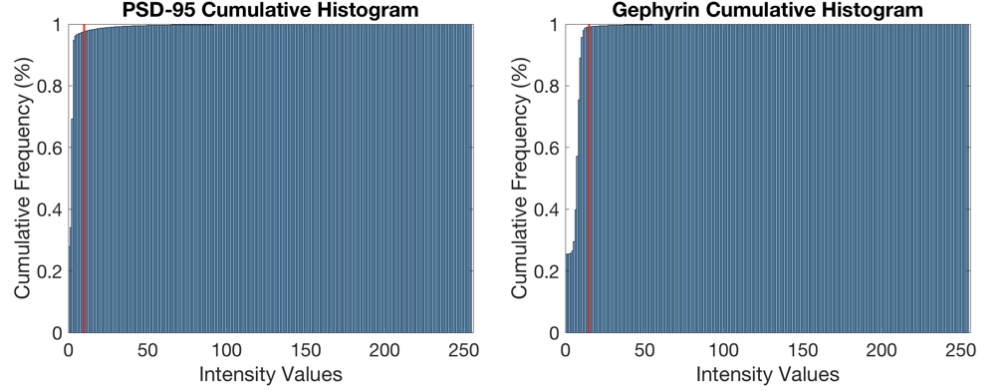 PSD-95 Cumulative Histogram
Cumulative Frequency (%)
1
0.8
0.6
0.4
0.2
0
0 50 100 150 200 250
Intensity Values
Gephyrin Cumulative Histogram
Cumulative Frequency (%)
1
0.8
0.6
0.4
0.2
0
0 50 100 150 200 250
Intensity Values